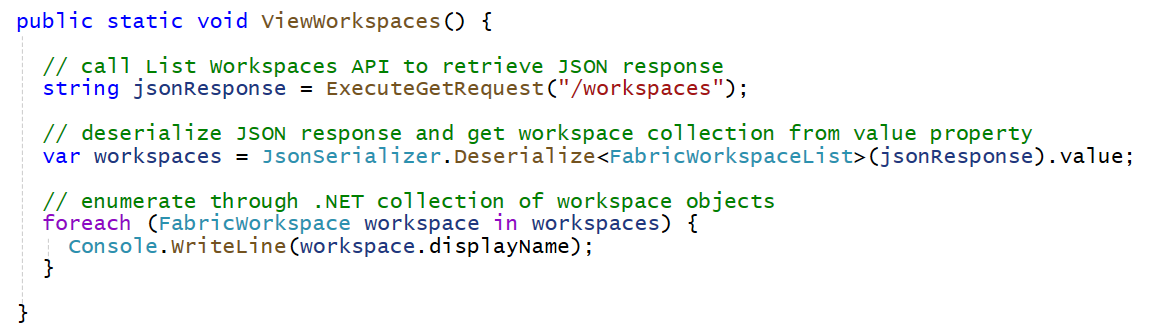 public static void ViewWorkspaces() {
// call List Workspaces API to retrieve JSON response
string jsonResponse = ExecuteGetRequest("/workspaces");
// deserialize JSON response and get workspace collection from value property
var workspaces = JsonSerializer.Deserialize<FabricWorkspaceList>(jsonResponse).value;
// enumerate through .NET collection of workspace objects
foreach (FabricWorkspace workspace in workspaces) {
Console.WriteLine(workspace.displayName);
}
}